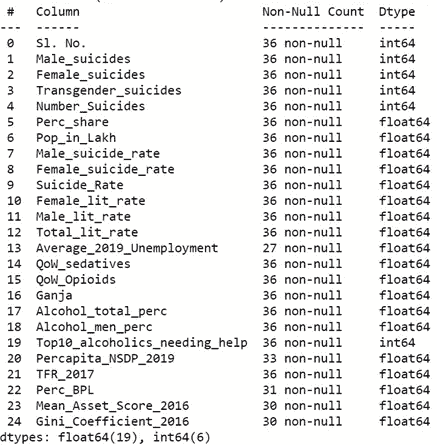 #   Column   Non-Null Count   Dtype
---  ------   --------------   -----
0   Sl. No.   36 non-null   int64
1   Male_suicides   36 non-null   int64
2   Female_suicides   36 non-null   int64
3   Transgender_suicides   36 non-null   int64
4   Number_Suicides   36 non-null   int64
5   Perc_share   36 non-null   float64
6   Pop_in_Lakh   36 non-null   float64
7   Male_suicide_rate   36 non-null   float64
8   Female_suicide_rate   36 non-null   float64
9   Suicide_Rate   36 non-null   float64
10   Female_lit_rate   36 non-null   float64
11   Male_lit_rate   36 non-null   float64
12   Total_lit_rate   36 non-null   float64
13   Average_2019_Unemployment   27 non-null   float64
14   QoW_sedatives   36 non-null   float64
15   QoW_Opioids   36 non-null   float64
16   Ganja   36 non-null   float64
17   Alcohol_total_perc   36 non-null   float64
18   Alcohol_men_perc   36 non-null   float64
19   Top10_alcoholics_needing_help   36 non-null   int64
20   Percapita_NSDP_2019   33 non-null   float64
21   TFR_2017   36 non-null   float64
22   Perc_BPL   31 non-null   float64
23   Mean_Asset_Score_2016   30 non-null   float64
24   Gini_Coefficient_2016   30 non-null   float64
dtypes: float64(19), int64(6)